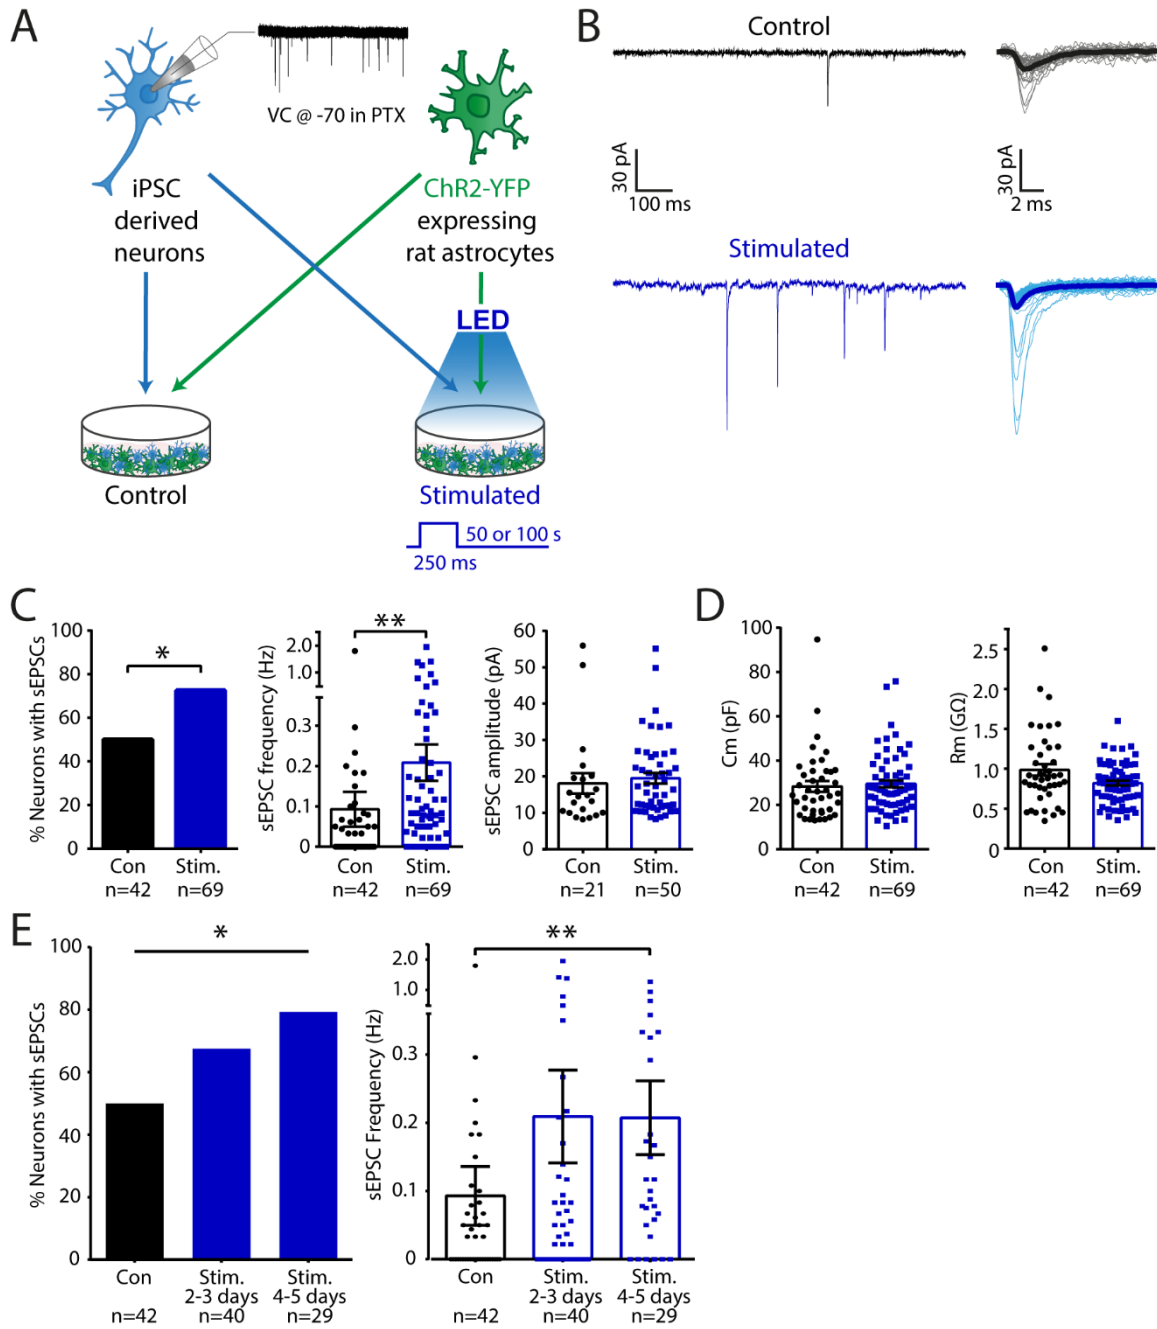 A
VC @ -70 in PTX
iPSC
derived
neurons
ChR2-YFP
expressing
rat astrocytes
LED
Control
Stimulated
50 or 100 s
250 ms
B
Control
30 pA
100 ms
30 pA
2 ms
Stimulated
C
% Neurons with sEPSCs
100
80
60
40
20
0
*
Con
n=42
Stim.
n=69
sEPSC frequency (Hz)
2.0
1.0
0.3
0.2
0.1
0
**
Con
n=42
Stim.
n=69
sEPSC amplitude (pA)
60
50
40
30
20
10
0
Con
n=21
Stim.
n=50
D
Cm (pF)
100
80
60
40
20
0
Con
n=42
Stim.
n=69
Rm (GΩ)
2.5
2.0
1.5
1.0
0.5
0
Con
n=42
Stim.
n=69
E
% Neurons with sEPSCs
100
80
60
40
20
0
*
Con
n=42
Stim.
2-3 days
n=40
Stim.
4-5 days
n=29
sEPSC Frequency (Hz)
2.0
1.0
0.3
0.2
0.1
0
**
Con
n=42
Stim.
2-3 days
n=40
Stim.
4-5 days
n=29